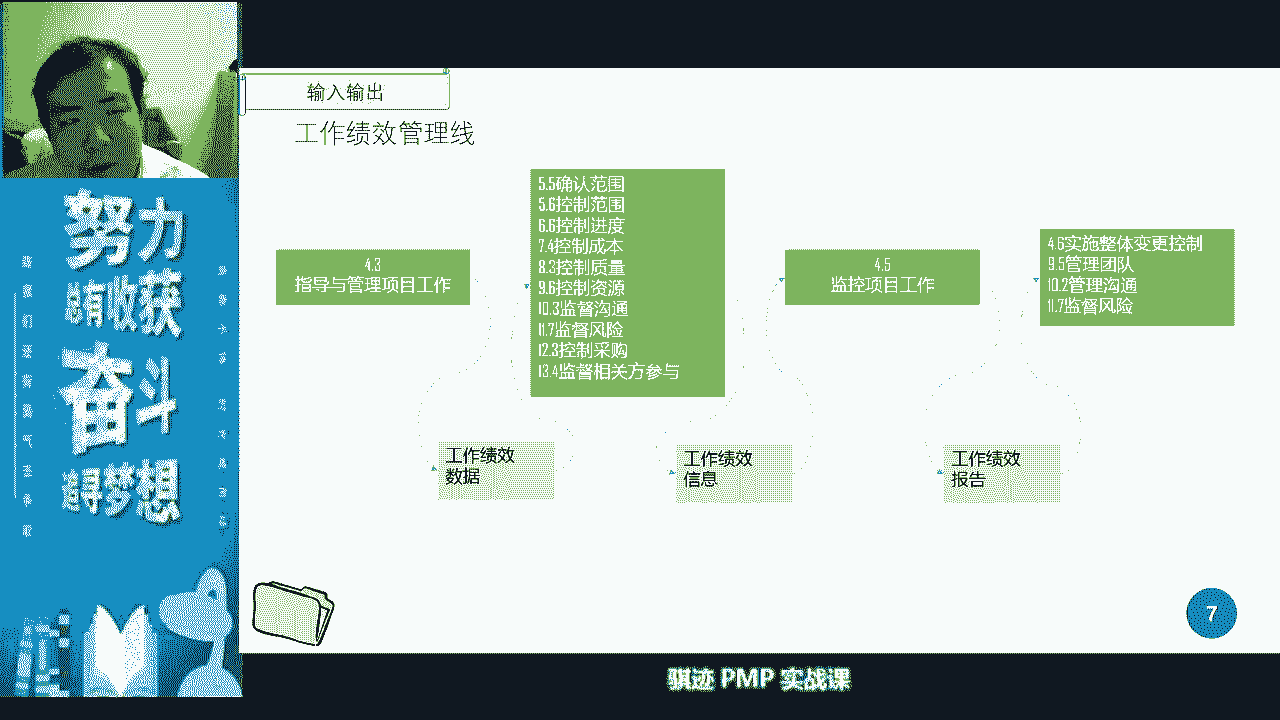 输入输出
工作绩效管理线
4.3
指导与管理项目工作
5.5确认范围
5.6控制范围
6.6控制进度
7.4控制成本
8.3控制质量
9.6控制资源
10.3监督沟通
11.7监督风险
12.3控制采购
13.4监督相关方参与
4.5
监控项目工作
4.6实施整体变更控制
9.5管理团队
10.2管理沟通
11.7监督风险
工作绩效
数据
工作绩效
信息
工作绩效
报告
7
努力
总有收获
奋斗
追寻梦想
骐迹 PMP 实战课